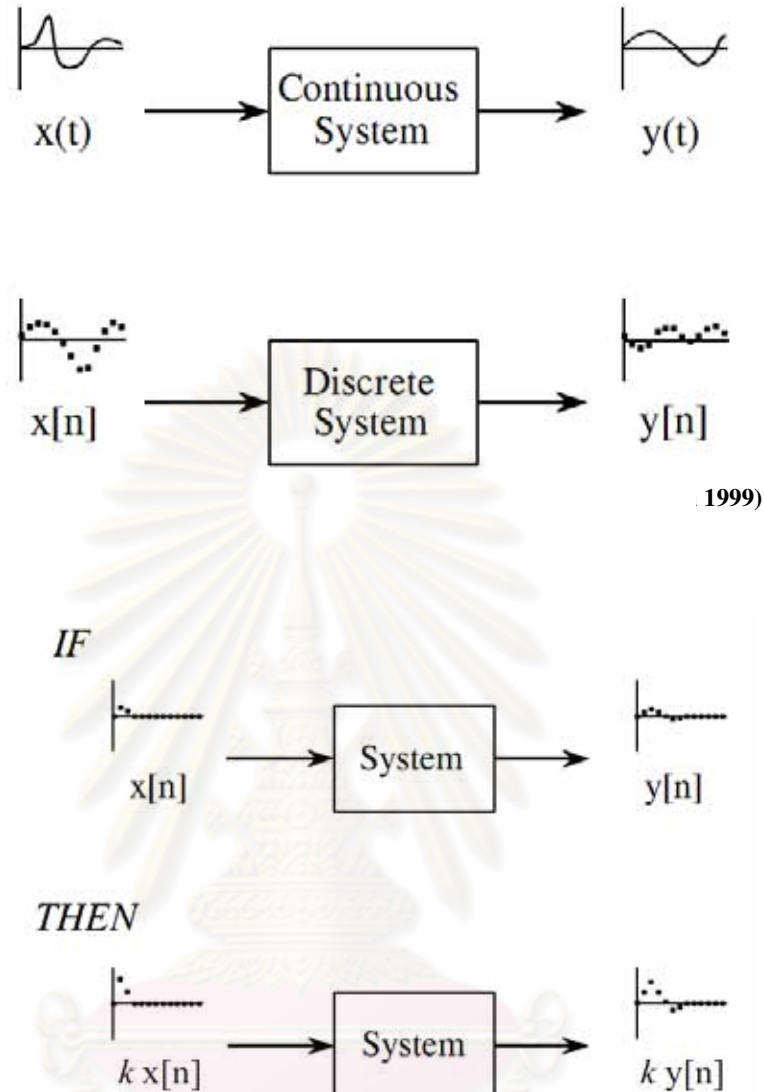 Continuous
System
x(t)
y(t)
Discrete
System
x[n]
y[n]
1999)
IF
System
x[n]
y[n]
THEN
System
k x[n]
k y[n]